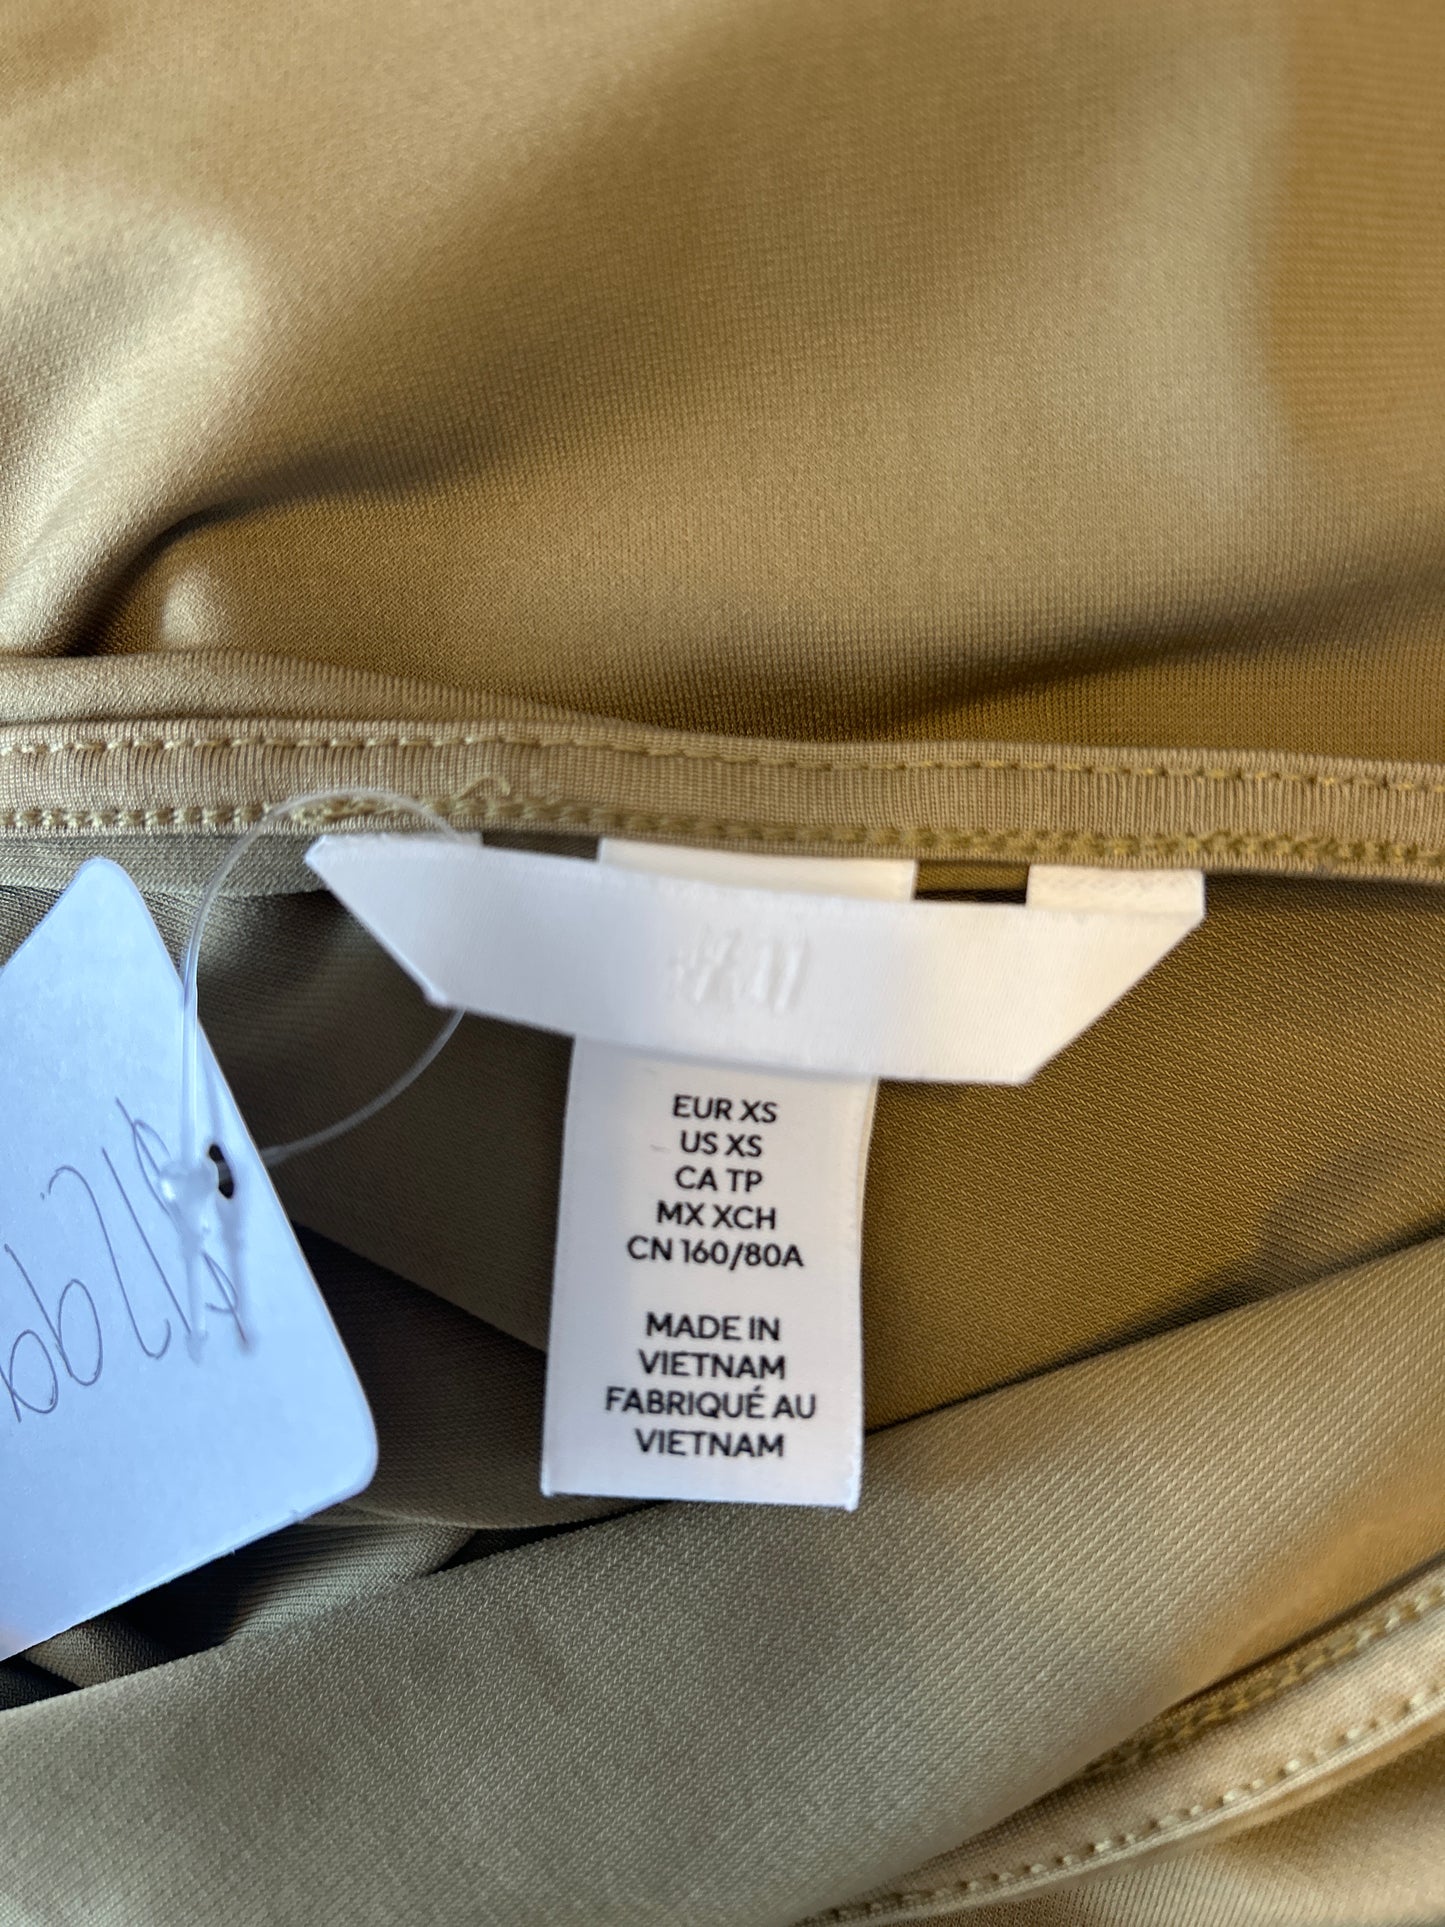 H&M
EUR XS
US XS
CA TP
MX XCH
CN 160/80A
MADE IN
VIETNAM
FABRIQUÉ AU
VIETNAM